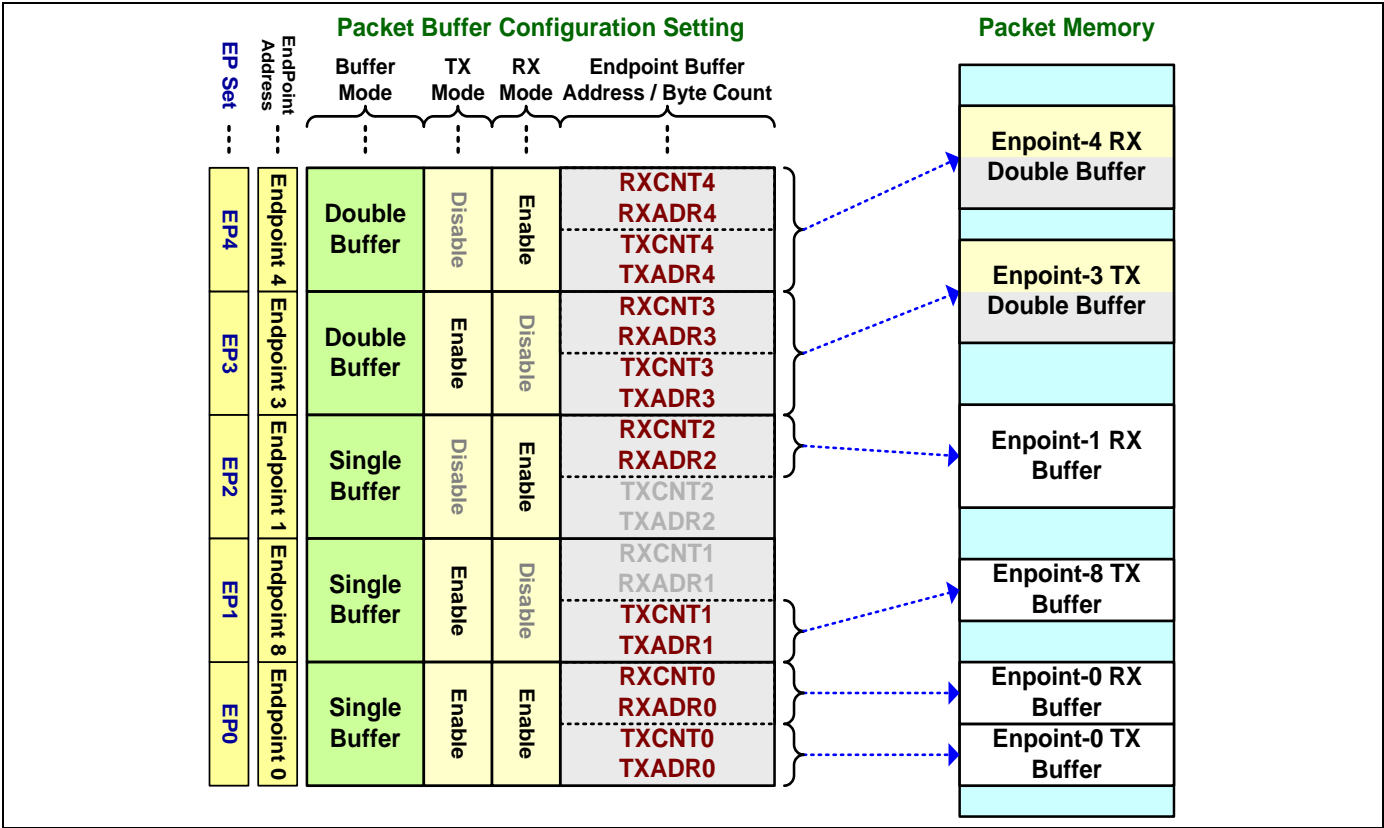 Packet Buffer Configuration Setting
Packet Memory
EP Set
EndPoint
Address
Buffer
Mode
TX
Mode
RX
Mode
Endpoint Buffer
Address / Byte Count
EP4
Endpoint 4
Double
Buffer
Disable
Enable
RXCNT4
RXADR4
TXCNT4
TXADR4
EP3
Endpoint 3
Double
Buffer
Enable
Disable
RXCNT3
RXADR3
TXCNT3
TXADR3
EP2
Endpoint 1
Single
Buffer
Disable
Enable
RXCNT2
RXADR2
TXCNT2
TXADR2
EP1
Endpoint 8
Single
Buffer
Enable
Disable
RXCNT1
RXADR1
TXCNT1
TXADR1
EP0
Endpoint 0
Single
Buffer
Enable
Enable
RXCNT0
RXADR0
TXCNT0
TXADR0
Enpoint-4 RX
Double Buffer
Enpoint-3 TX
Double Buffer
Enpoint-1 RX
Buffer
Enpoint-8 TX
Buffer
Enpoint-0 RX
Buffer
Enpoint-0 TX
Buffer